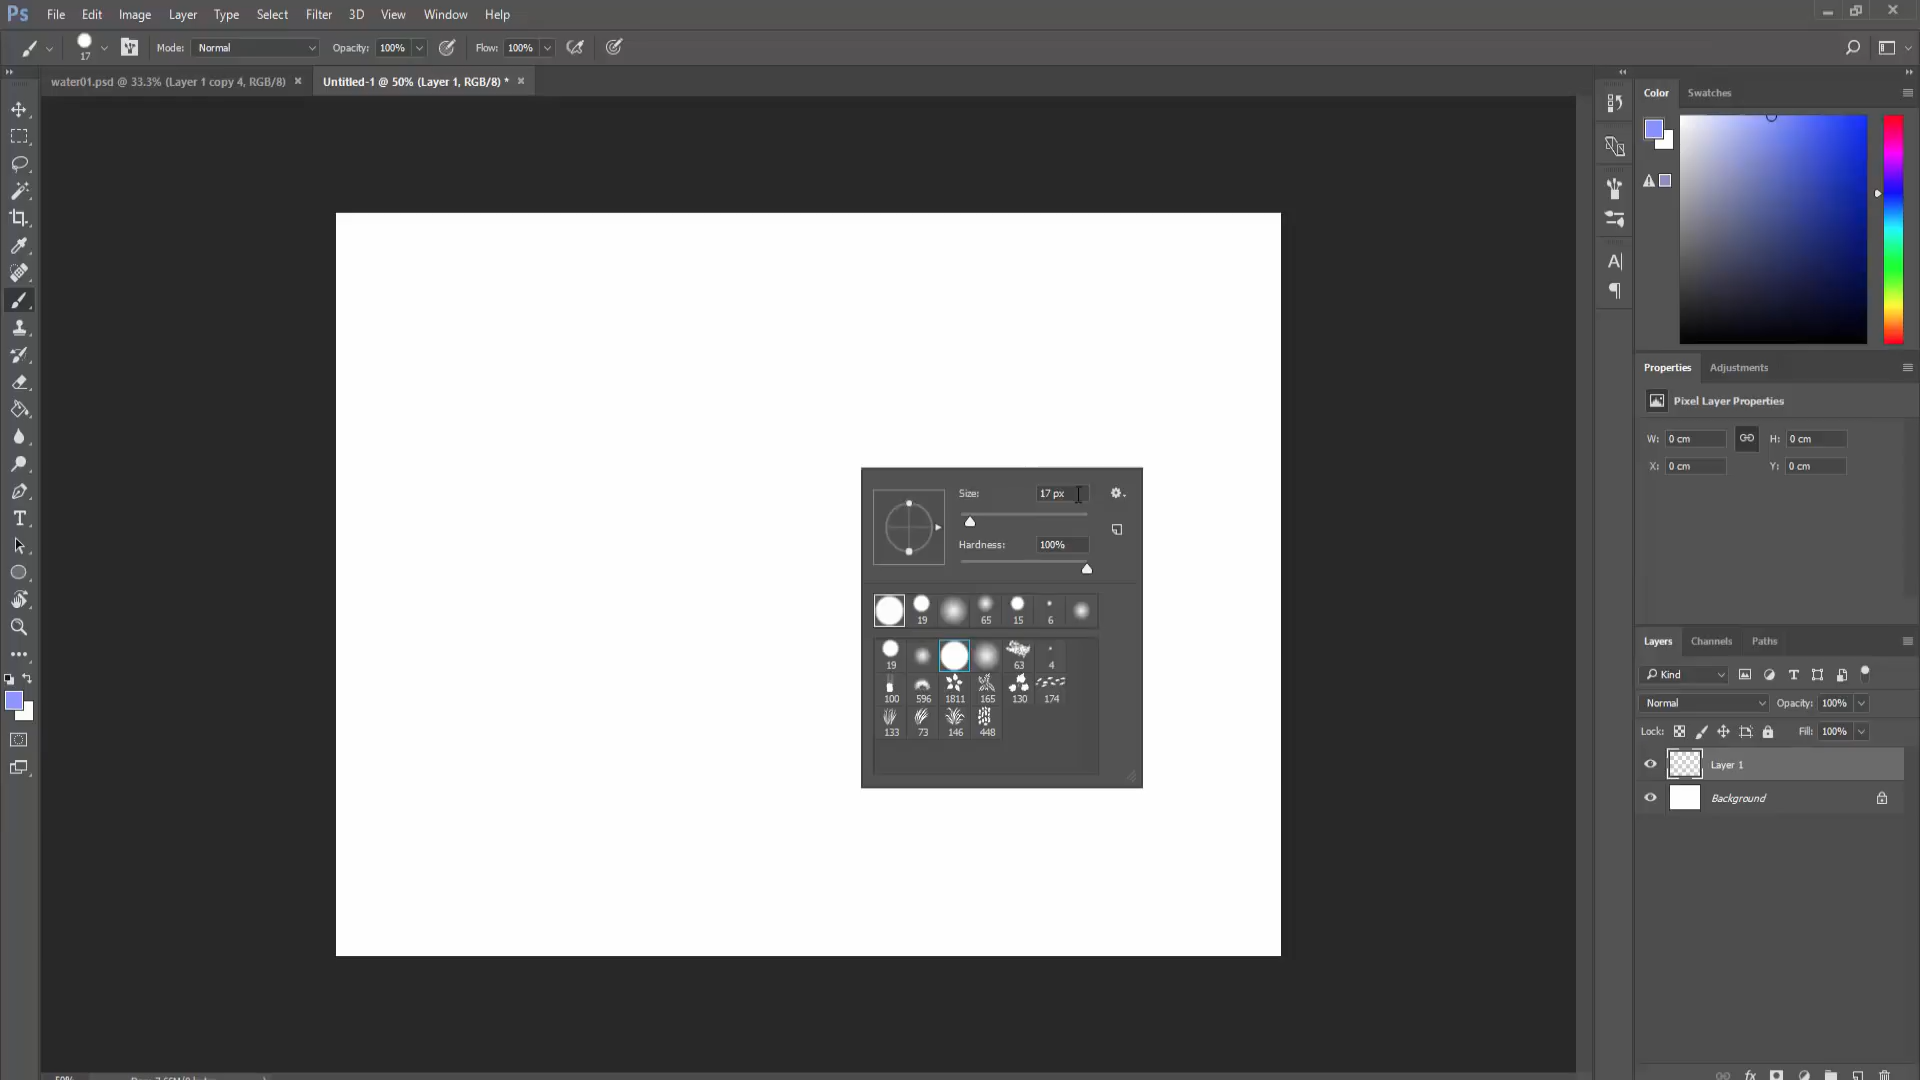 Ps File Edit Image Layer Type Select Filter 3D View Window Help
17 Mode: Normal Opacity: 100% Flow: 100%
water01.psd @ 33.3% (Layer 1 copy 4, RGB/8) Untitled-1 @ 50% (Layer 1, RGB/8) *
Color Swatches
Properties Adjustments
Pixel Layer Properties
W: 0 cm H: 0 cm
X: 0 cm Y: 0 cm
Size: 17 px
Hardness: 100%
19 65 15 6
19 63 4
100 596 1811 165 130 174
133 73 146 448
Layers Channels Paths
Kind
Normal Opacity: 100%
Lock: Fill: 100%
Layer 1
Background
fx